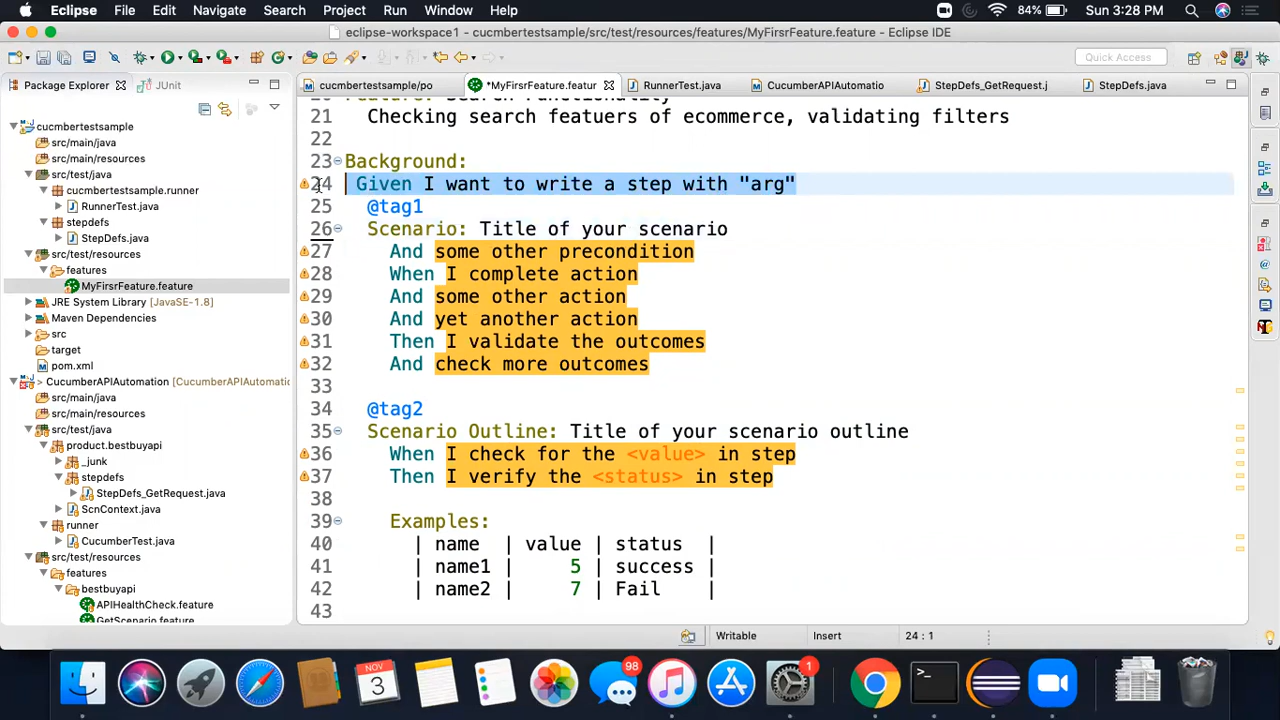 Eclipse File Edit Navigate Search Project Run Window Help 84% Sun 3:28 PM
eclipse-workspace1 - cucmbertestsample/src/test/resources/features/MyFirsrFeature.feature - Eclipse IDE
Quick Access
Package Explorer JUnit
cucmbertestsample/po *MyFirsrFeature.featur RunnerTest.java CucumberAPIAutomatio StepDefs_GetRequest.j StepDefs.java
cucmbertestsample
src/main/java
src/main/resources
src/test/java
cucmbertestsample.runner
RunnerTest.java
stepdefs
StepDefs.java
src/test/resources
features
MyFirsrFeature.feature
JRE System Library [JavaSE-1.8]
Maven Dependencies
src
target
pom.xml
> CucumberAPIAutomation [CucumberAPIAutomati
src/main/java
src/main/resources
src/test/java
product.bestbuyapi
_junk
stepdefs
StepDefs_GetRequest.java
ScnContext.java
runner
CucumberTest.java
src/test/resources
features
bestbuyapi
APIHealthCheck.feature
GetScenario.feature
20 Feature: Search Functionality
21 Checking search featuers of ecommerce, validating filters
22
23 Background:
24 Given I want to write a step with "arg"
25 @tag1
26 Scenario: Title of your scenario
27 And some other precondition
28 When I complete action
29 And some other action
30 And yet another action
31 Then I validate the outcomes
32 And check more outcomes
33
34 @tag2
35 Scenario Outline: Title of your scenario outline
36 When I check for the <value> in step
37 Then I verify the <status> in step
38
39 Examples:
40 | name | value | status |
41 | name1 | 5 | success |
42 | name2 | 7 | Fail |
43
Writable Insert 24 : 1
NOV
3
98
1